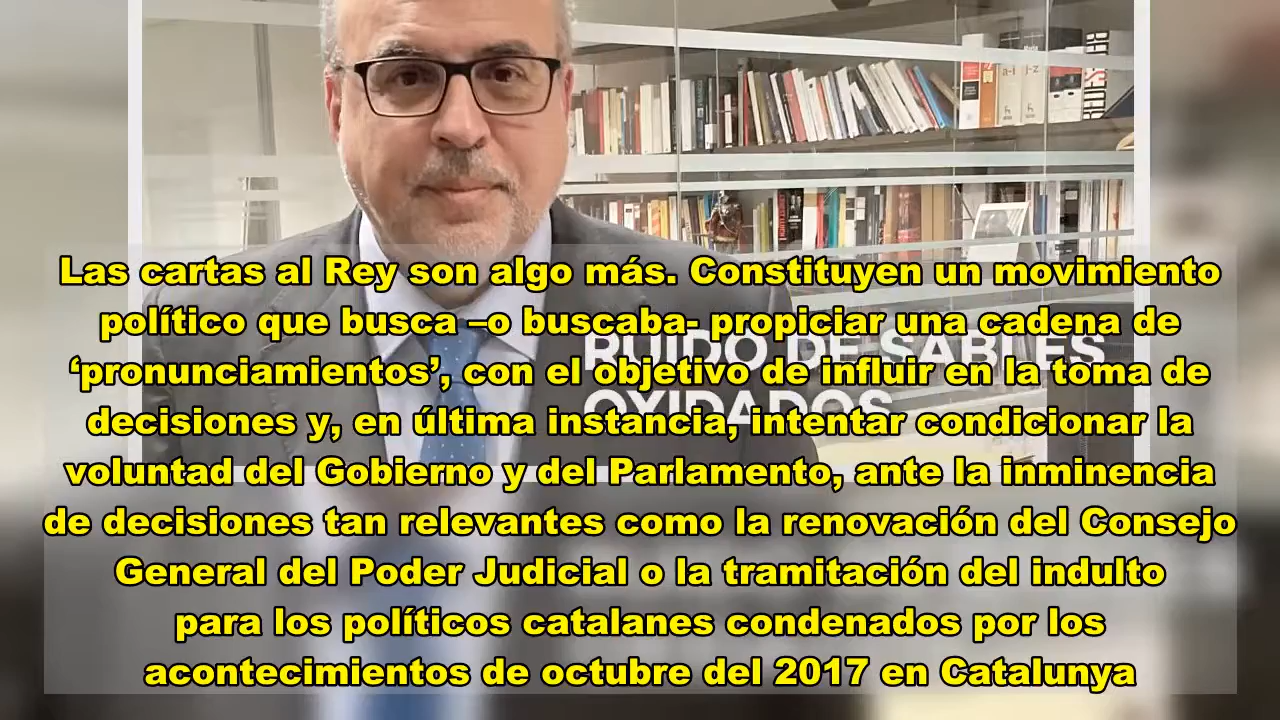 Las cartas al Rey son algo más. Constituyen un movimiento
político que busca –o buscaba- propiciar una cadena de
‘pronunciamientos’, con el objetivo de influir en la toma de
decisiones y, en última instancia, intentar condicionar la
voluntad del Gobierno y del Parlamento, ante la inminencia
de decisiones tan relevantes como la renovación del Consejo
General del Poder Judicial o la tramitación del indulto
para los políticos catalanes condenados por los
acontecimientos de octubre del 2017 en Catalunya
RUIDO DE SABLES
OXIDADOS